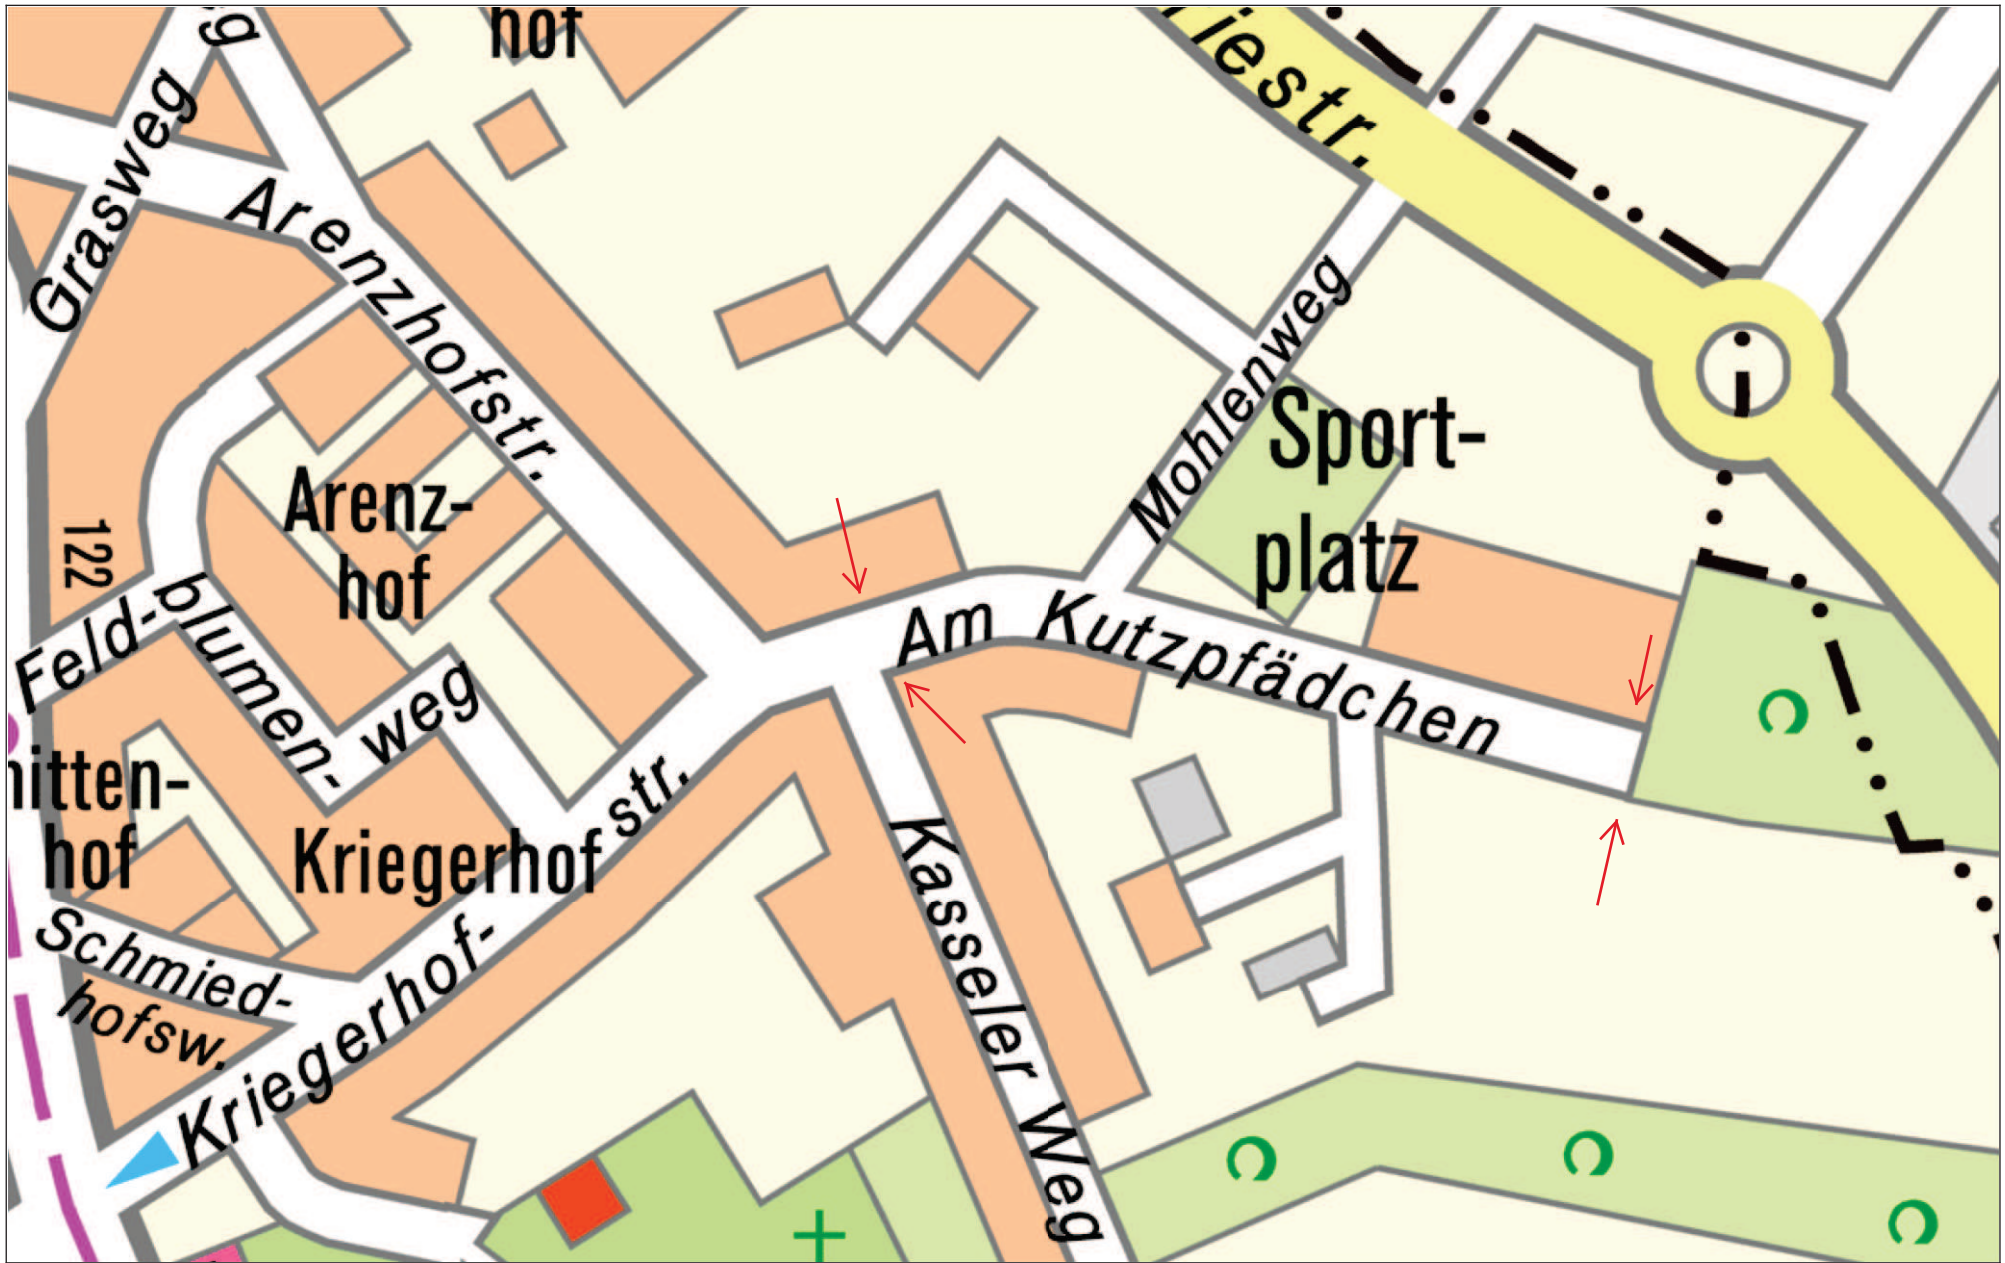 hof
iestr.
Grasweg
Arenzhofstr.
Mohlenweg
Sport-
platz
Arenz-
hof
122
Feld-
blumen-
weg
Am Kutzpfädchen
hof
Kriegerhof
Kriegerhof-
str.
Schmied-
hofsw.
Kasseler Weg